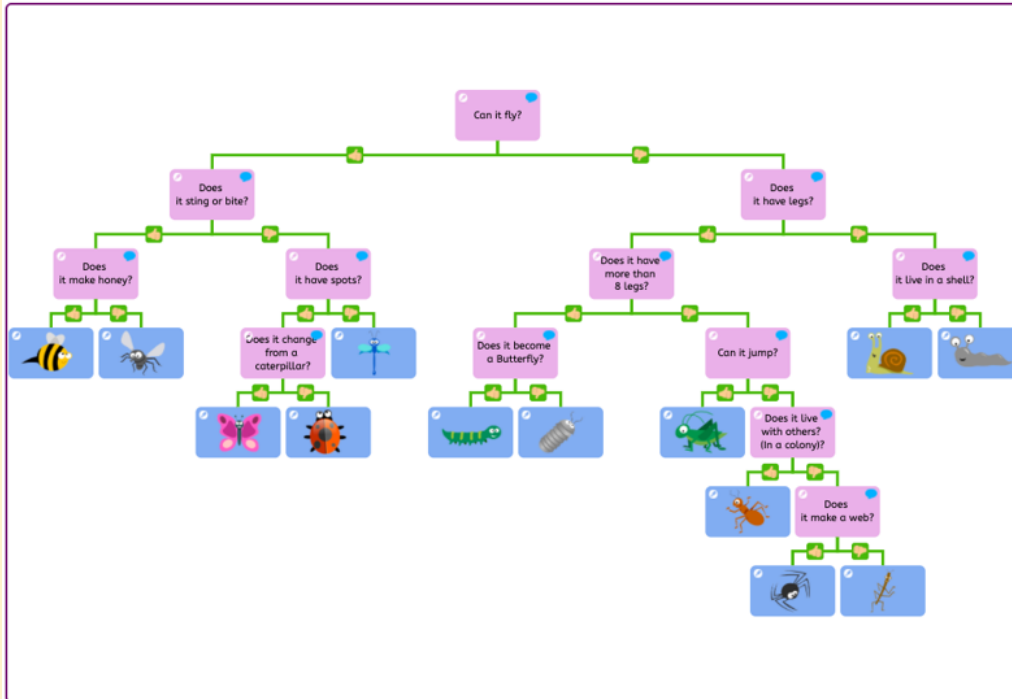 Can it fly?
Does
it sting or bite?
Does
it have legs?
Does
it make honey?
Does
it have spots?
Does it have
more than
8 legs?
Does
it live in a shell?
Does it change
from a
caterpillar?
Does it become
a Butterfly?
Can it jump?
Does it live
with others?
(In a colony)?
Does
it make a web?